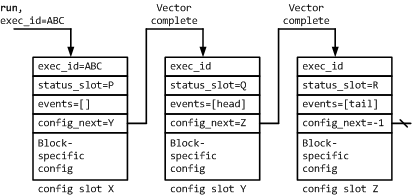 run,
exec_id=ABC
Vector
complete
Vector
complete
exec_id=ABC
status_slot=P
events=[]
config_next=Y
Block-
specific
config
config slot X
exec_id
status_slot=Q
events=[head]
config_next=Z
Block-
specific
config
config slot Y
exec_id
status_slot=R
events=[tail]
config_next=-1
Block-
specific
config
config slot Z